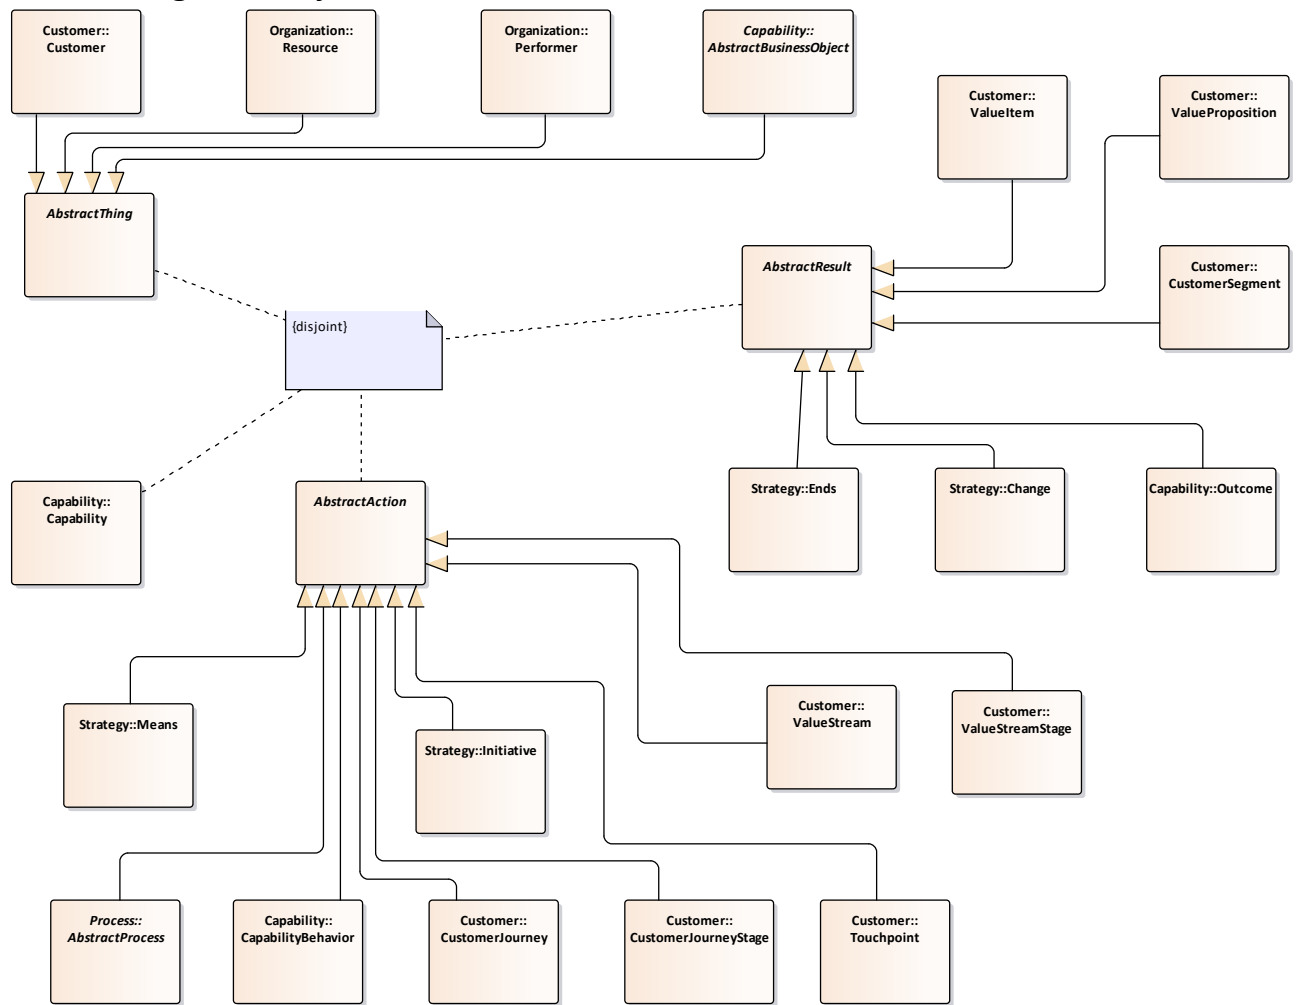 Customer::
Customer
Organization::
Resource
Organization::
Performer
Capability::
AbstractBusinessObject
Customer::
ValueItem
Customer::
ValueProposition
AbstractThing
AbstractResult
Customer::
CustomerSegment
{disjoint}
Capability::
Capability
AbstractAction
Strategy::Ends
Strategy::Change
Capability::Outcome
Strategy::Means
Strategy::Initiative
Customer::
ValueStream
Customer::
ValueStreamStage
Process::
AbstractProcess
Capability::
CapabilityBehavior
Customer::
CustomerJourney
Customer::
CustomerJourneyStage
Customer::
Touchpoint